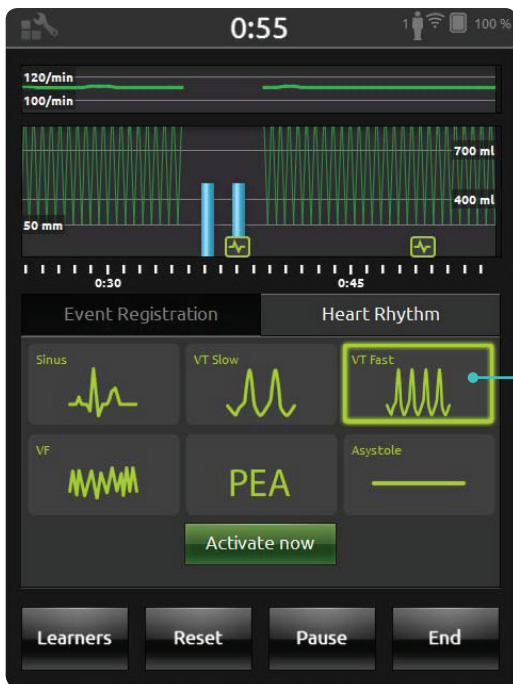 0:55
1 100 %
120/min
100/min
700 ml
400 ml
50 mm
0:30 0:45
Event Registration Heart Rhythm
Sinus VT Slow VT Fast
VF PEA Asystole
Activate now
Learners Reset Pause End